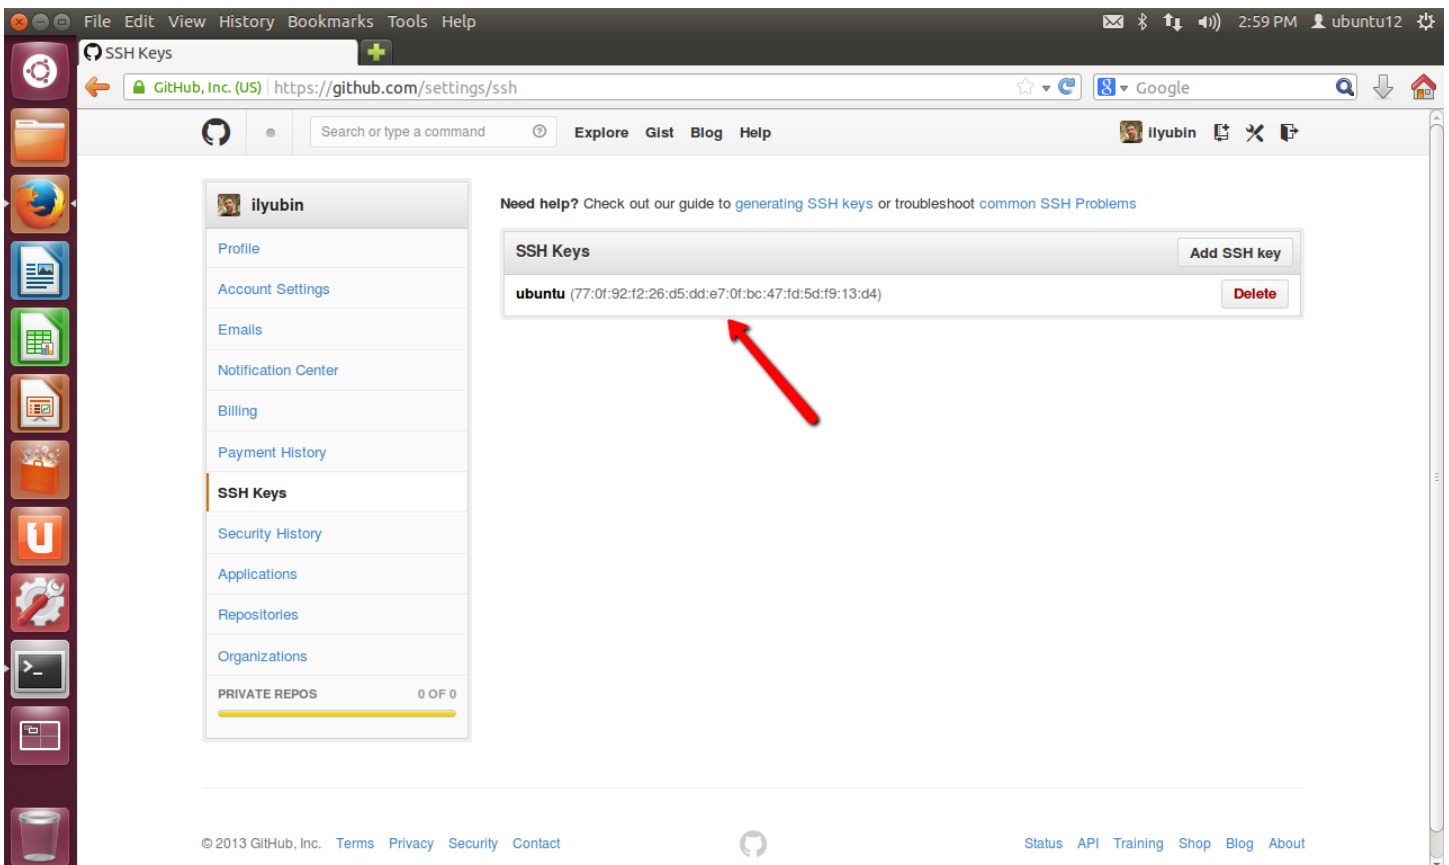 File Edit View History Bookmarks Tools Help 2:59 PM ubuntu12
SSH Keys
GitHub, Inc. (US) https://github.com/settings/ssh Google
Search or type a command Explore Gist Blog Help ilyubin
ilyubin
Profile
Account Settings
Emails
Notification Center
Billing
Payment History
SSH Keys
Security History
Applications
Repositories
Organizations
PRIVATE REPOS 0 OF 0
Need help? Check out our guide to generating SSH keys or troubleshoot common SSH Problems
SSH Keys Add SSH key
ubuntu (77:0f:92:f2:26:d5:dd:e7:0f:bc:47:fd:5d:f9:13:d4) Delete
© 2013 GitHub, Inc. Terms Privacy Security Contact Status API Training Shop Blog About